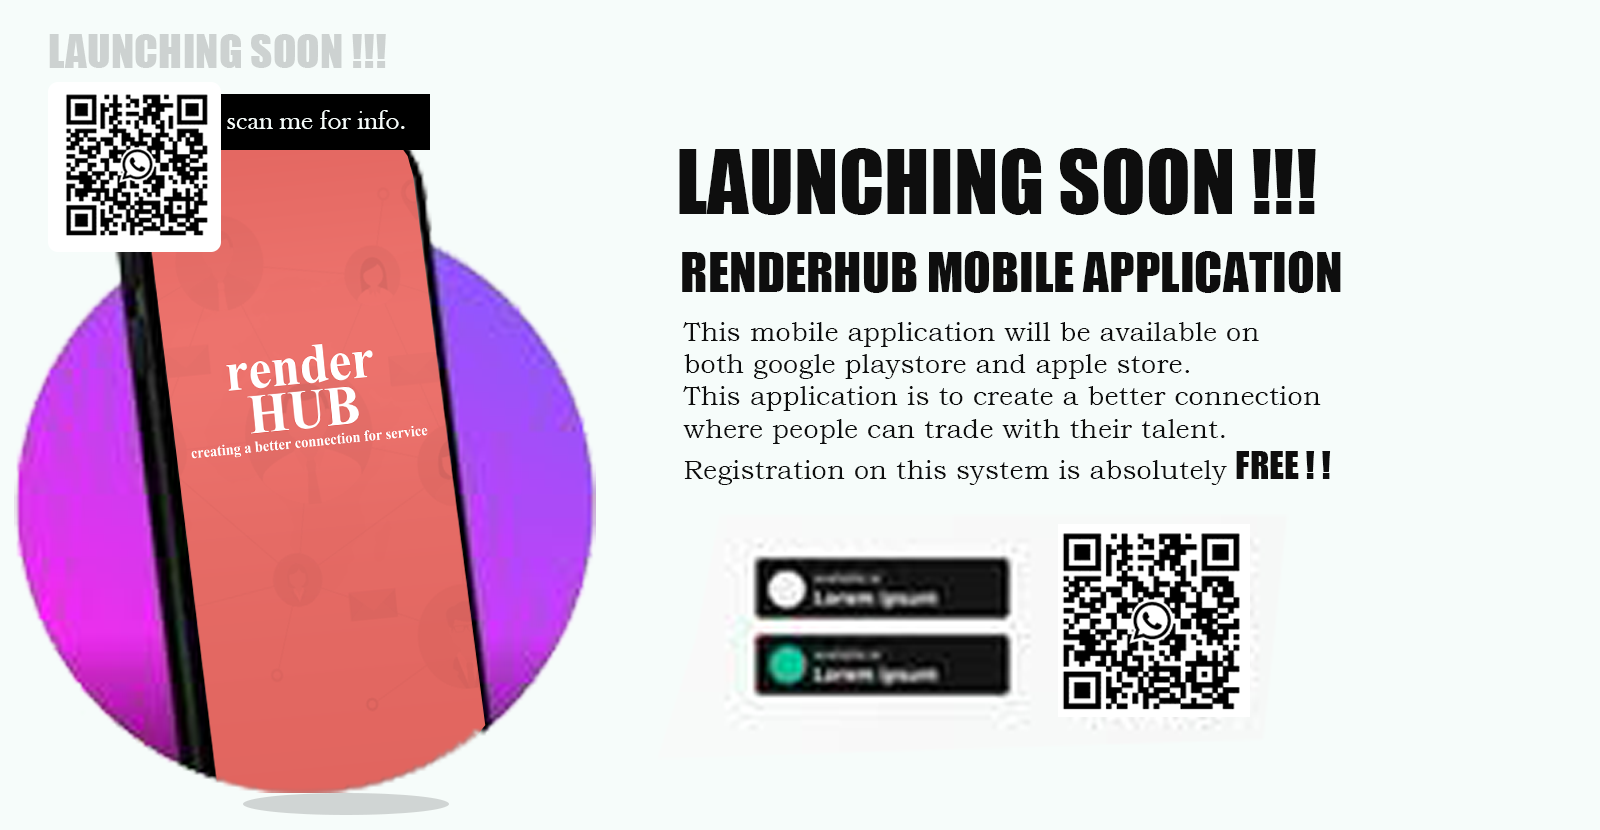 LAUNCHING SOON !!!
scan me for info.
render
HUB
creating a better connection for service
LAUNCHING SOON !!!
RENDERHUB MOBILE APPLICATION
This mobile application will be available on
both google playstore and apple store.
This application is to create a better connection
where people can trade with their talent.
Registration on this system is absolutely FREE ! !
Lorem ipsum
Lorem ipsum